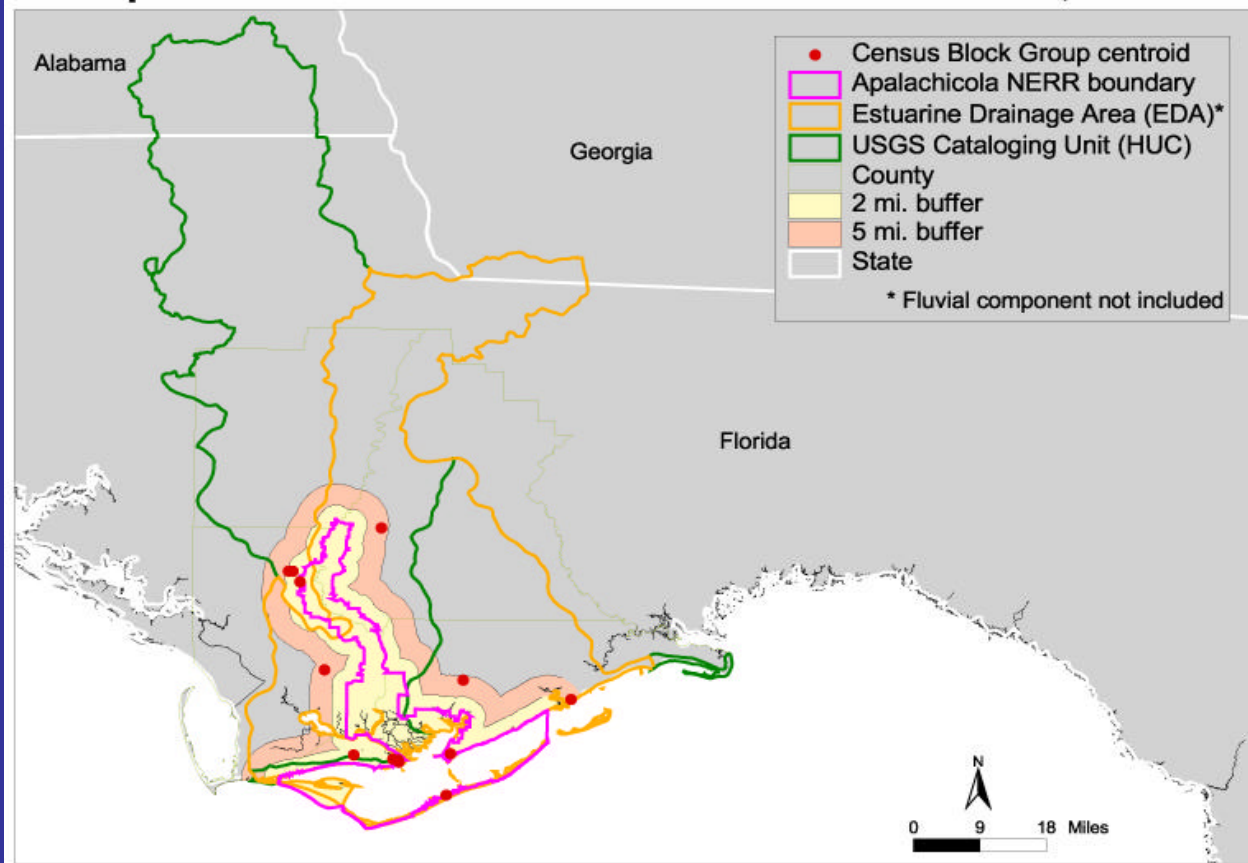 Alabama
Georgia
Florida
Census Block Group centroid
Apalachicola NERR boundary
Estuarine Drainage Area (EDA)*
USGS Cataloging Unit (HUC)
County
2 mi. buffer
5 mi. buffer
State
* Fluvial component not included
N
0 9 18 Miles